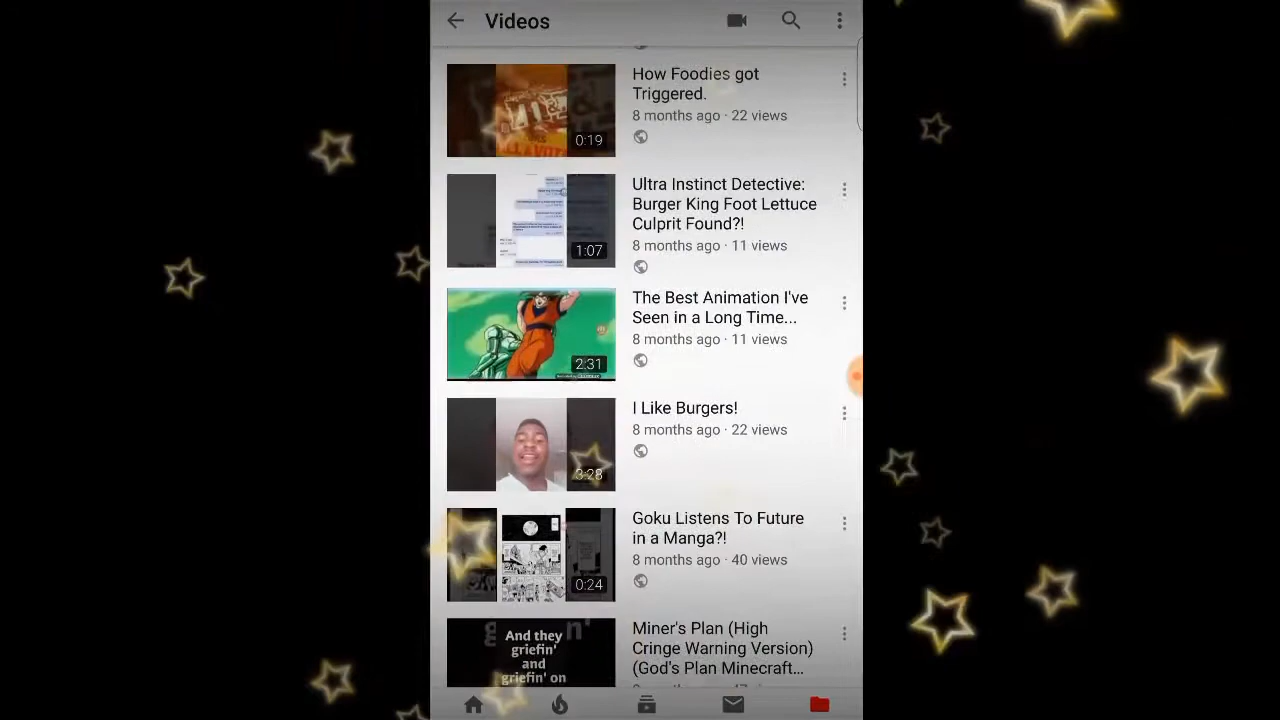 Videos
How Foodies got
Triggered.
8 months ago · 22 views
0:19
Ultra Instinct Detective:
Burger King Foot Lettuce
Culprit Found?!
8 months ago · 11 views
1:07
The Best Animation I've
Seen in a Long Time...
8 months ago · 11 views
2:31
I Like Burgers!
8 months ago · 22 views
3:28
Goku Listens To Future
in a Manga?!
8 months ago · 40 views
0:24
Miner's Plan (High
Cringe Warning Version)
(God's Plan Minecraft...
And they
griefin'
and
griefin' on